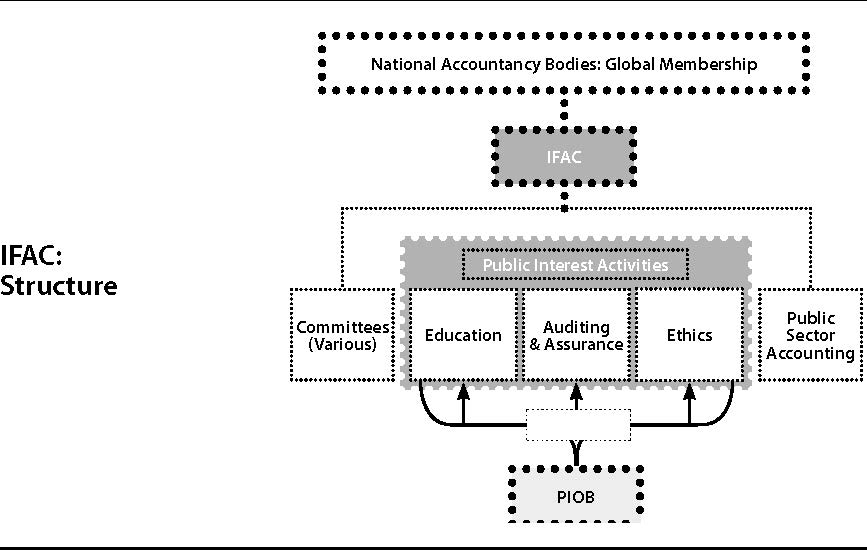 National Accountancy Bodies: Global Membership
IFAC
IFAC:
Structure
Public Interest Activities
Committees
(Various)
Education
Auditing
& Assurance
Ethics
Public
Sector
Accounting
PIOB